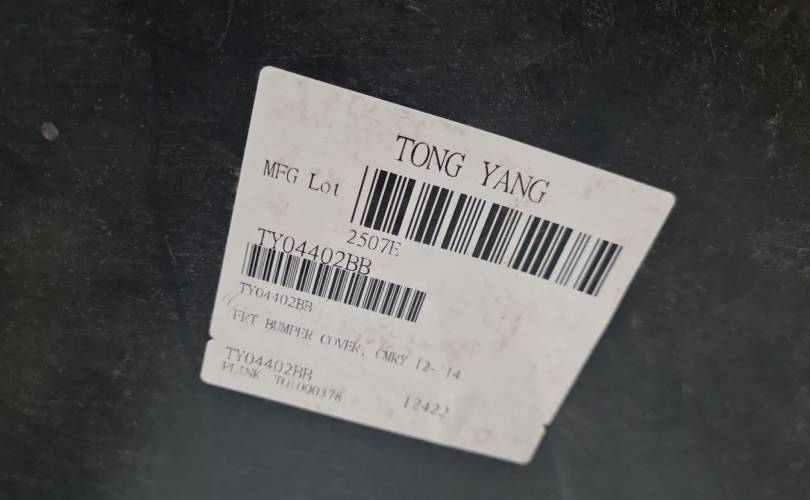 TONG YANG
MFG Lot
2507E
TY04402BB
TY04402BB
FRT BUMPER COVER, CMRY 12-'14
TY04402BB
PLINK: TO1000378 12422